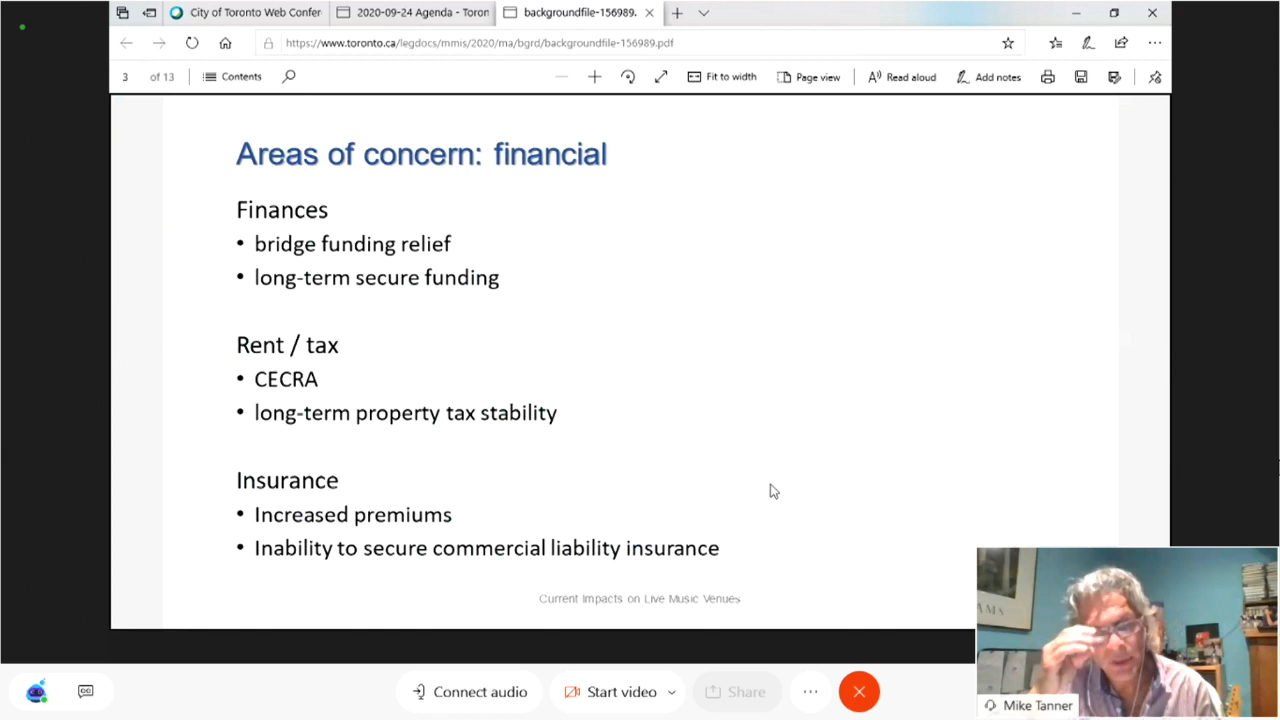 City of Toronto Web Confer
2020-09-24 Agenda - Toron
backgroundfile-156989.
https://www.toronto.ca/legdocs/mmis/2020/ma/bgrd/backgroundfile-156989.pdf
3 of 13 Contents Fit to width Page view Read aloud Add notes
Areas of concern: financial
Finances
• bridge funding relief
• long-term secure funding
Rent / tax
• CECRA
• long-term property tax stability
Insurance
• Increased premiums
• Inability to secure commercial liability insurance
Current Impacts on Live Music Venues
AMS
Mike Tanner
Connect audio Start video Share